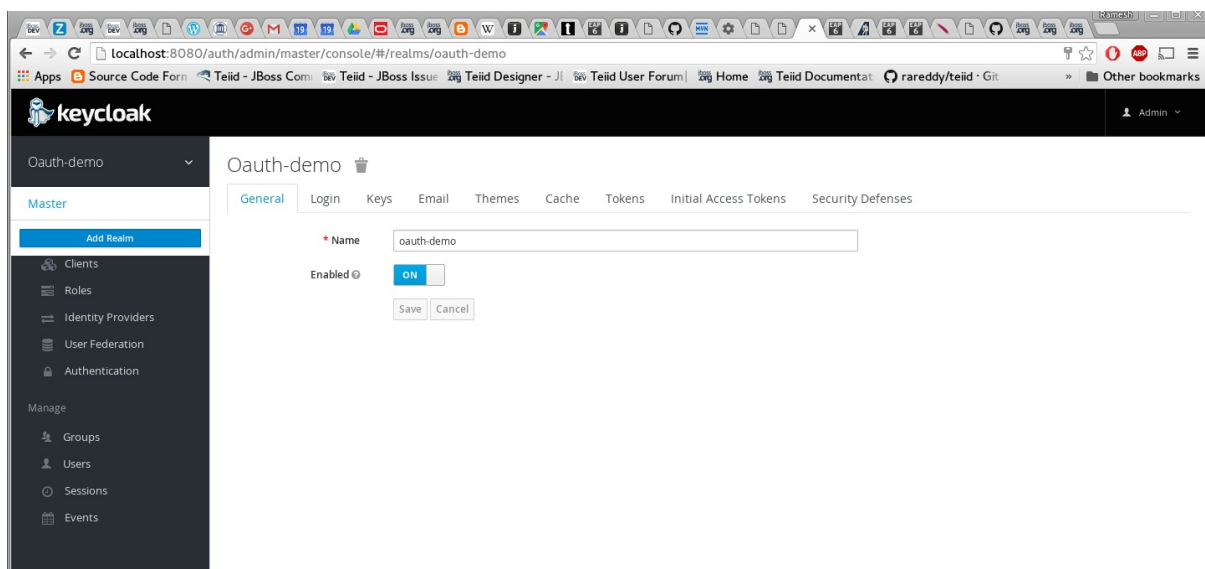 Ramesh
localhost:8080/auth/admin/master/console/#/realms/oauth-demo
Apps Source Code Forn Teiid - JBoss Com Teiid - JBoss Issue Teiid Designer - JE Teiid User Forum Home Teiid Documentat rareddy/teiid · Git » Other bookmarks
keycloak
Admin
Oauth-demo
Oauth-demo
Master
General Login Keys Email Themes Cache Tokens Initial Access Tokens Security Defenses
Add Realm
* Name oauth-demo
Clients
Enabled ON
Roles
Save Cancel
Identity Providers
User Federation
Authentication
Manage
Groups
Users
Sessions
Events